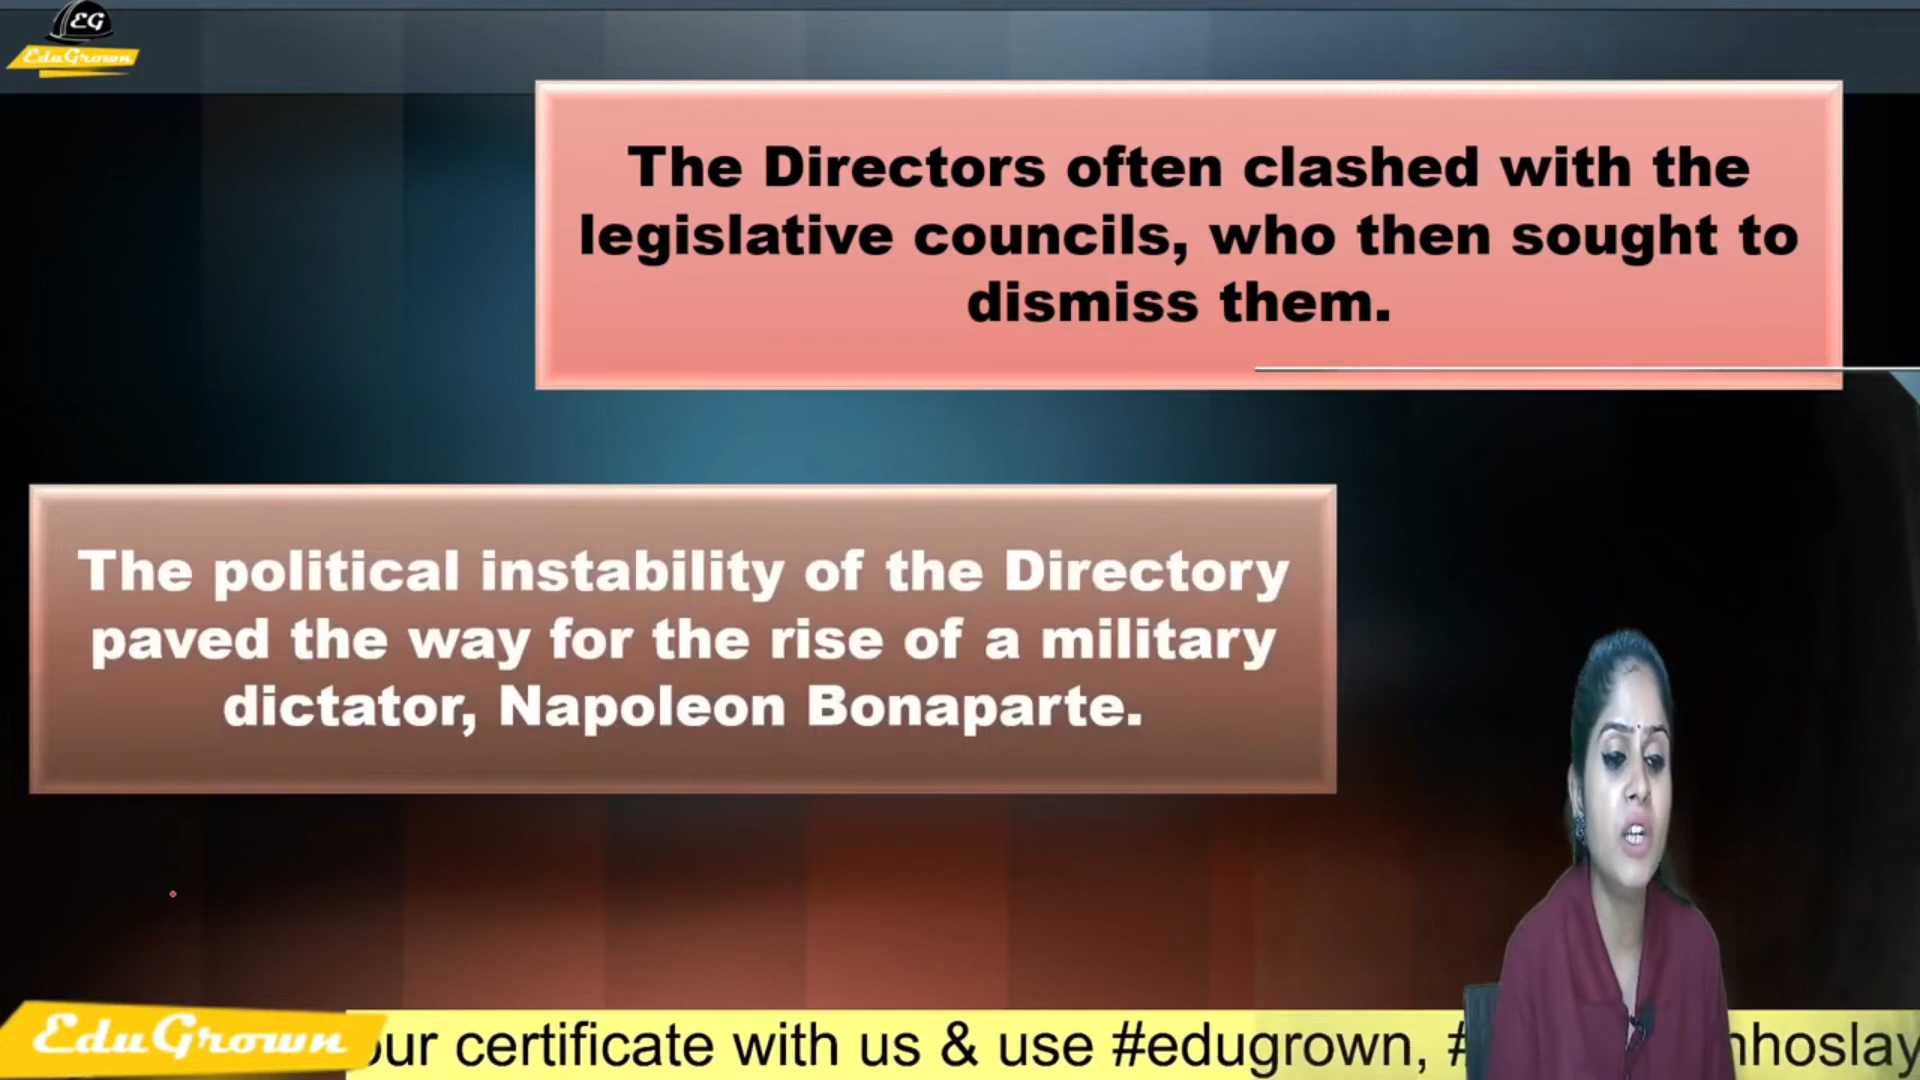 EG
EduGrown
The Directors often clashed with the
legislative councils, who then sought to
dismiss them.
The political instability of the Directory
paved the way for the rise of a military
dictator, Napoleon Bonaparte.
EduGrown
certificate with us & use #edugrown, #